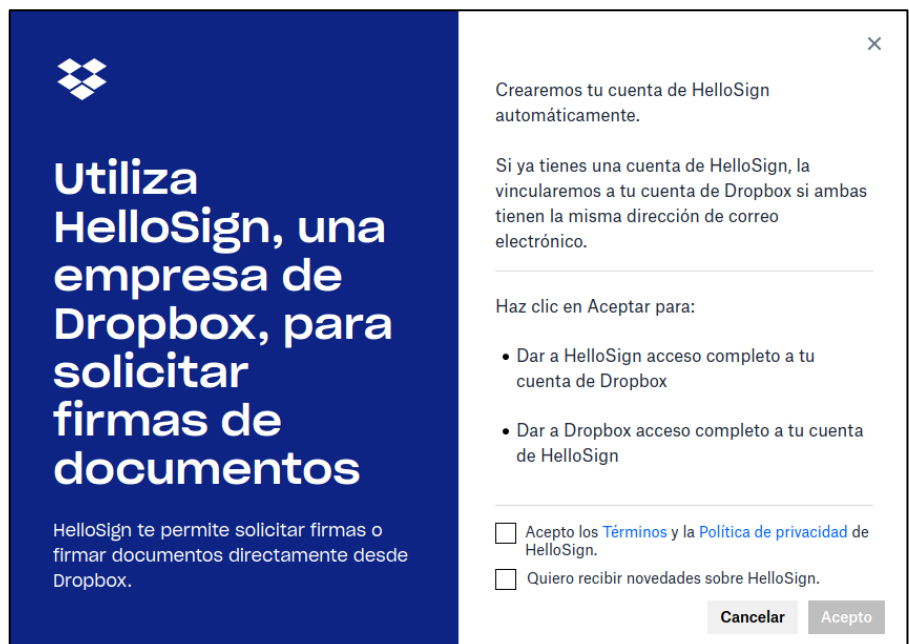 Utiliza
HelloSign, una
empresa de
Dropbox, para
solicitar
firmas de
documentos
HelloSign te permite solicitar firmas o
firmar documentos directamente desde
Dropbox.
Crearemos tu cuenta de HelloSign
automáticamente.
Si ya tienes una cuenta de HelloSign, la
vincularemos a tu cuenta de Dropbox si ambas
tienen la misma dirección de correo
electrónico.
Haz clic en Aceptar para:
• Dar a HelloSign acceso completo a tu
cuenta de Dropbox
• Dar a Dropbox acceso completo a tu cuenta
de HelloSign
Acepto los Términos y la Política de privacidad de
HelloSign.
Quiero recibir novedades sobre HelloSign.
Cancelar Acepto